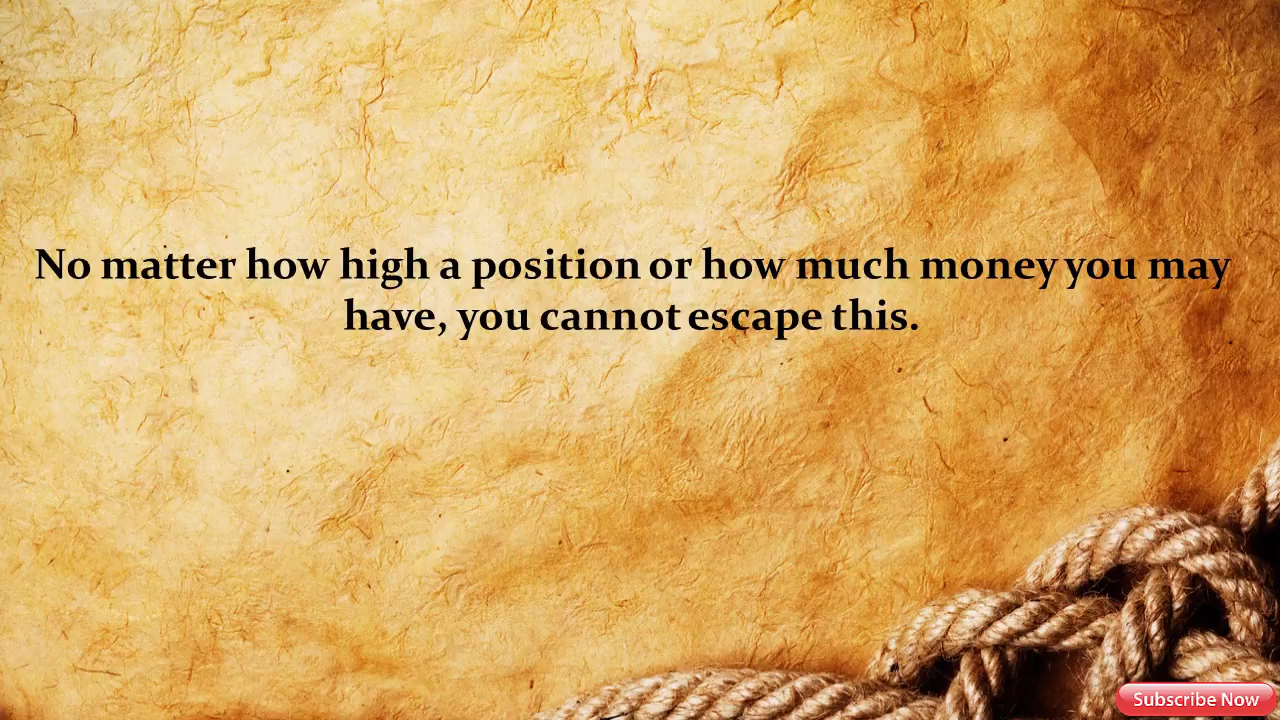 No matter how high a position or how much money you may
have, you cannot escape this.
Subscribe Now